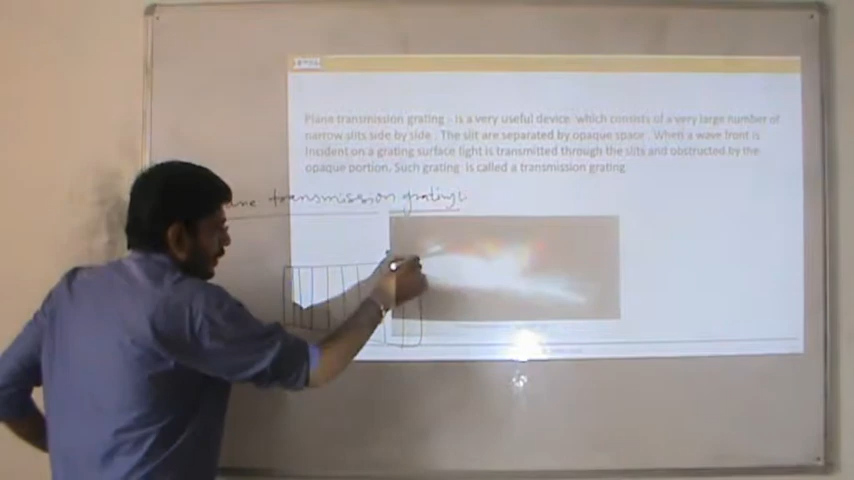 Plane transmission grating - is a very useful device which consists of a very large number of
narrow slits side by side . The slit are separated by opaque space . When a wave front is
incident on a grating surface light is transmitted through the slits and obstructed by the
opaque portion. Such grating is called a transmission grating
ane transmission grating